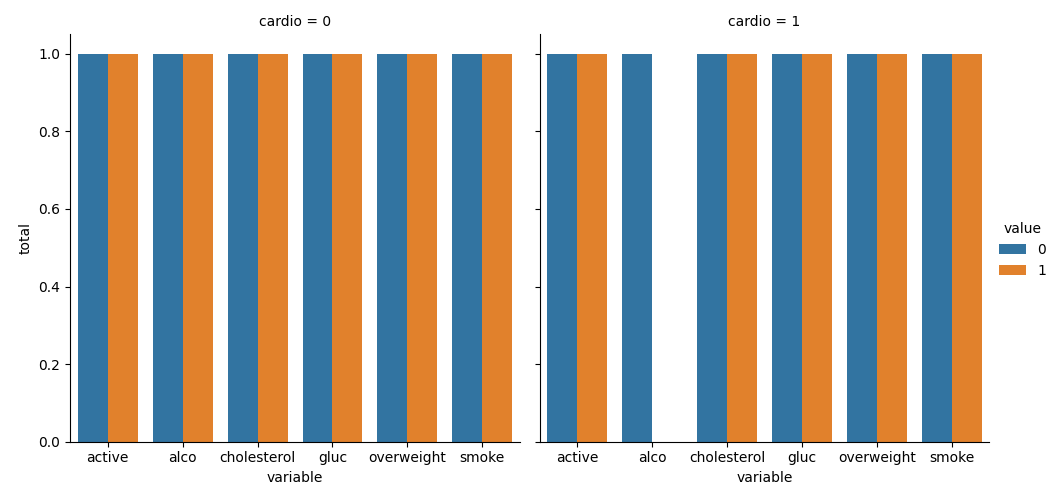 cardio = 0
cardio = 1
1.0
0.8
0.6
0.4
0.2
0.0
total
active alco cholesterol gluc overweight smoke
variable
active alco cholesterol gluc overweight smoke
variable
value
0
1